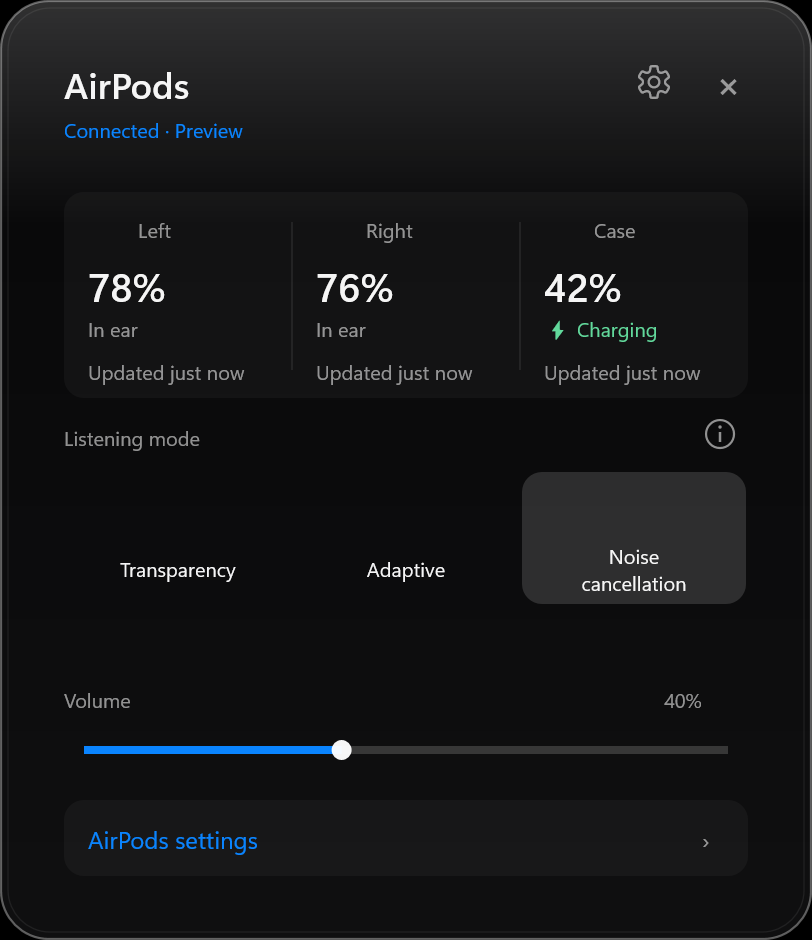 AirPods
×
Connected · Preview
Left
Right
Case
78%
76%
42%
In ear
In ear
Charging
Updated just now
Updated just now
Updated just now
Listening mode
Transparency
Adaptive
Noise
cancellation
Volume
40%
AirPods settings
›